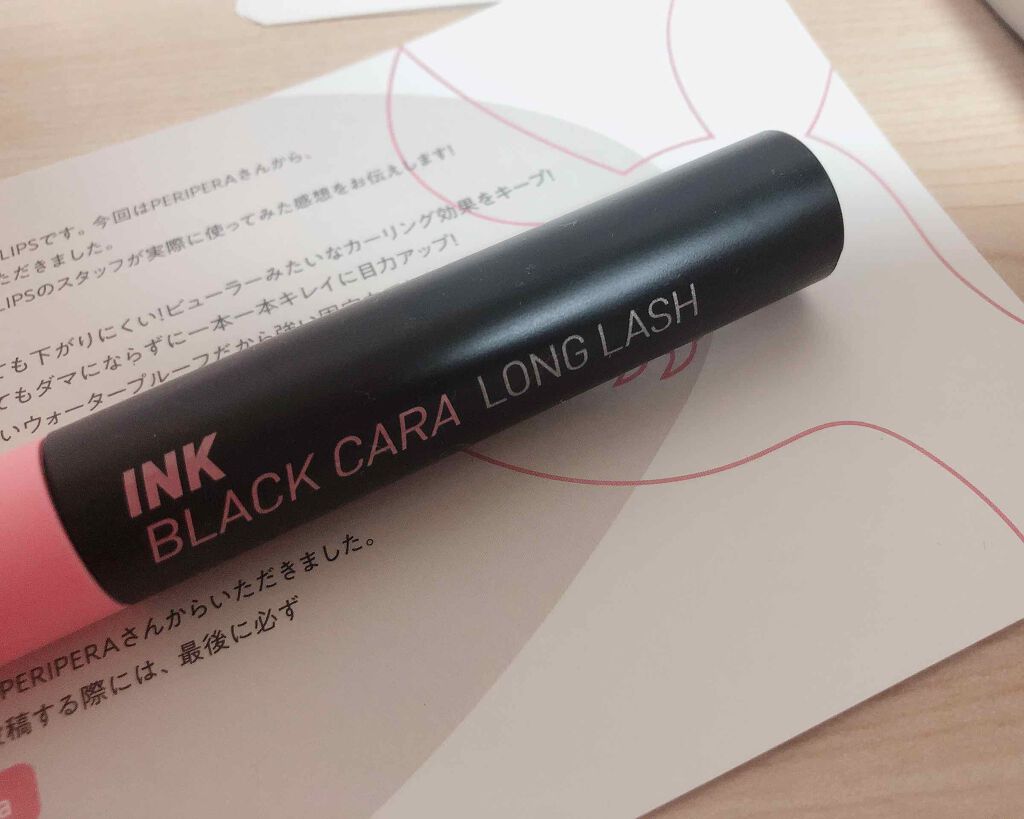 LIPSです。今回はPERIPERAさんから、
ただきました。
LIPSのスタッフが実際に使ってみた感想をお伝えします!
ても下がりにくい!ビューラーみたいなカーリング効果をキープ!
てもダマにならずに一本一本キレイに目力アップ!
いウォータープルーフだから強い
INK
BLACK CARA LONG LASH
PERIPERAさんからいただきました。
稿する際には、最後に必ず
a